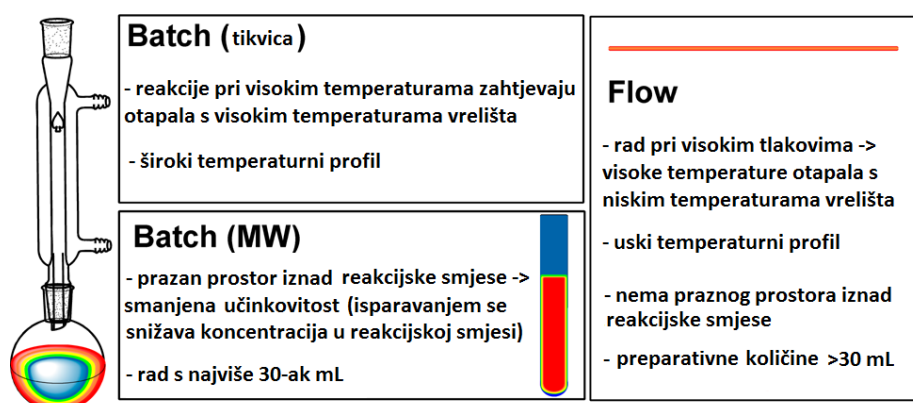 Batch (tikvica)
- reakcije pri visokim temperaturama zahtjevaju
otapala s visokim temperaturama vrelišta
- široki temperaturni profil
Batch (MW)
- prazan prostor iznad reakcijske smjese ->
smanjena učinkovitost (isparavanjem se
snižava koncentracija u reakcijskoj smjesi)
- rad s najviše 30-ak mL
Flow
- rad pri visokim tlakovima ->
visoke temperature otapala s
niskim temperaturama vrelišta
- uski temperaturni profil
- nema praznog prostora iznad
reakcijske smjese
- preparativne količine >30 mL